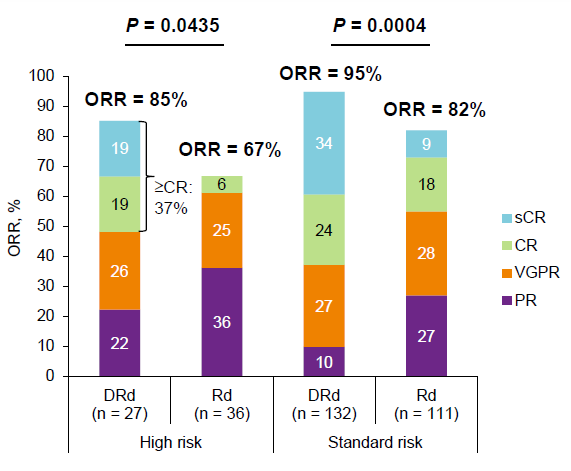 P = 0.0435
P = 0.0004
ORR, %
100
90
80
70
60
50
40
30
20
10
0
ORR = 85%
19
19
26
22
≥CR:
37%
ORR = 67%
6
25
36
ORR = 95%
34
24
27
10
ORR = 82%
9
18
28
27
sCR
CR
VGPR
PR
DRd
(n = 27)
Rd
(n = 36)
DRd
(n = 132)
Rd
(n = 111)
High risk
Standard risk